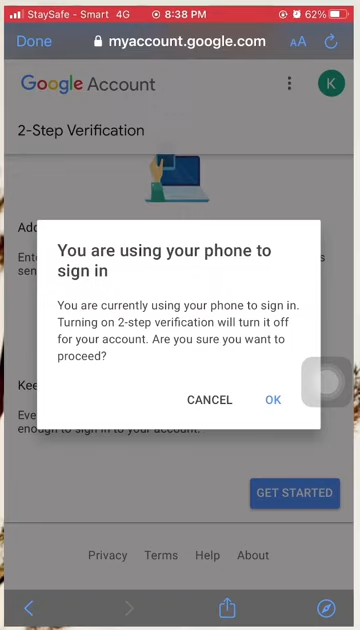 StaySafe - Smart 4G 8:38 PM 62%
Done myaccount.google.com AA
Google Account K
2-Step Verification
You are using your phone to
sign in
You are currently using your phone to sign in.
Turning on 2-step verification will turn it off
for your account. Are you sure you want to
proceed?
CANCEL OK
enough to sign in to your account.
GET STARTED
Privacy Terms Help About